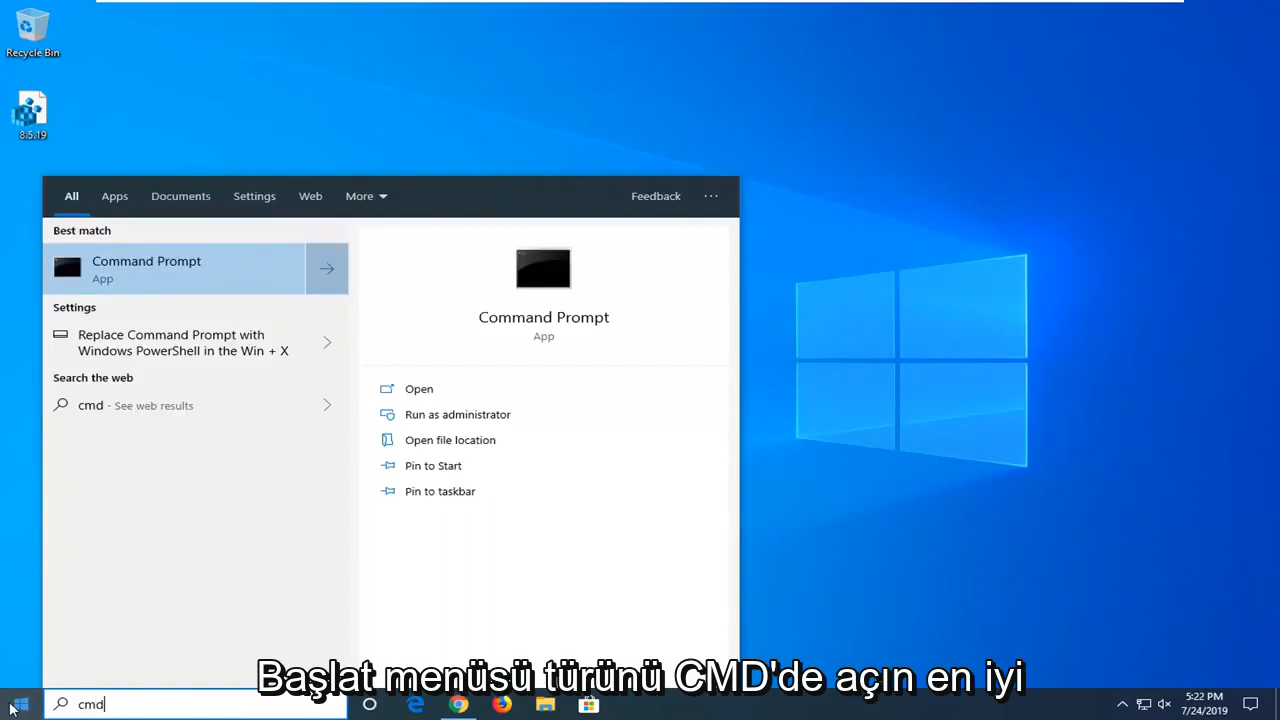 Recycle Bin
8.5.19
All Apps Documents Settings Web More Feedback ...
Best match
Command Prompt
App
Settings
Replace Command Prompt with
Windows PowerShell in the Win + X
Search the web
cmd - See web results
Command Prompt
App
Open
Run as administrator
Open file location
Pin to Start
Pin to taskbar
Başlat menüsü türünü CMD'de açın en iyi
cmd
5:22 PM
7/24/2019